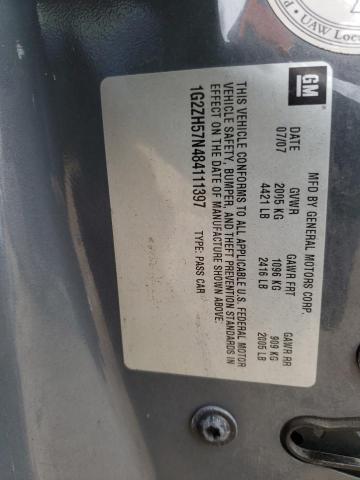 GM
MFD BY GENERAL MOTORS CORP.
DATE GVWR GAWR FRT GAWR RR
07/07 2005 KG 1096 KG 909 KG
4421 LB 2416 LB 2005 LB
THIS VEHICLE CONFORMS TO ALL APPLICABLE U.S. FEDERAL MOTOR
VEHICLE SAFETY, BUMPER, AND THEFT PREVENTION STANDARDS IN
EFFECT ON THE DATE OF MANUFACTURE SHOWN ABOVE.
1G2ZH57N484111397 TYPE: PASS CAR
UAW